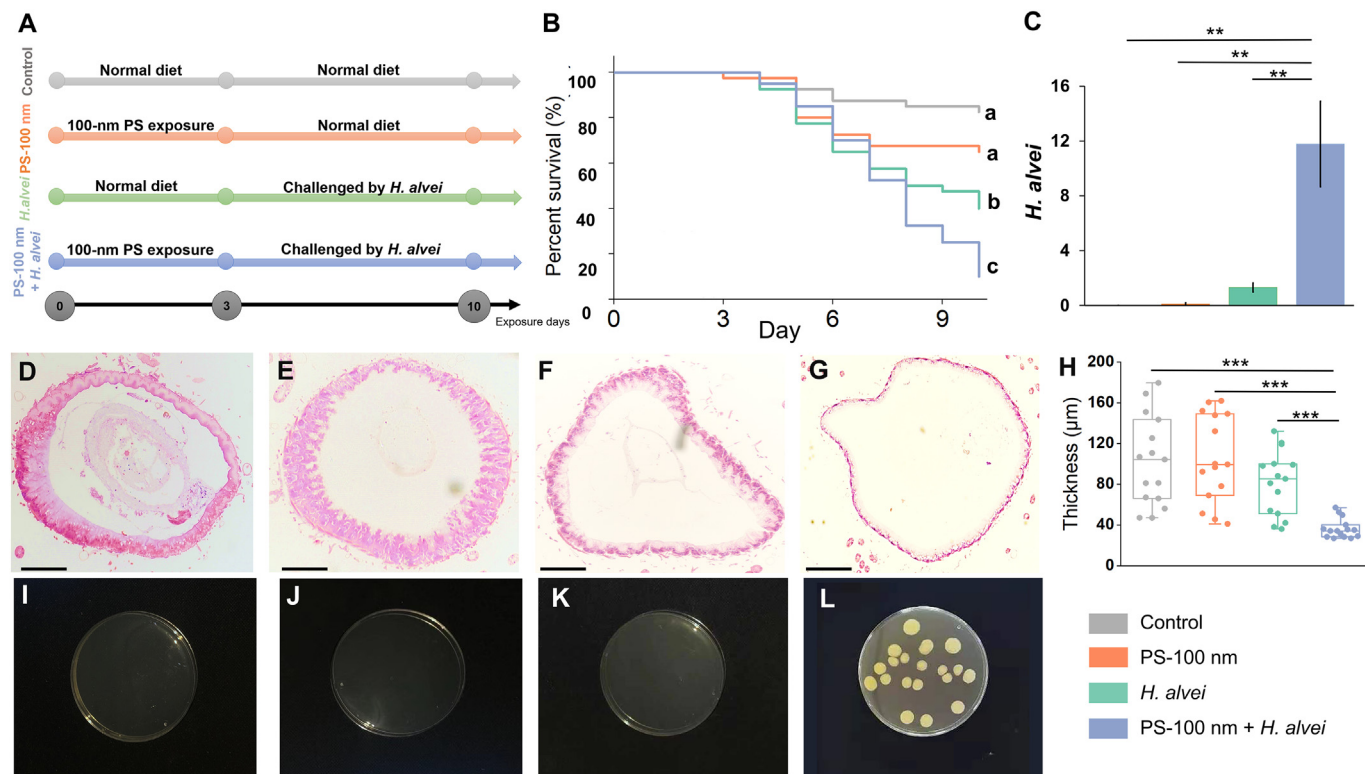 A
Control
Normal diet
Normal diet
PS-100 nm
100-nm PS exposure
Normal diet
H.alvei
Normal diet
Challenged by H. alvei
PS-100 nm
+ H. alvei
100-nm PS exposure
Challenged by H. alvei
0
3
10
Exposure days
B
Percent survival (%)
100
80
60
40
20
0
0
3
6
9
Day
a
a
b
c
C
H. alvei
16
12
8
4
0
**
**
**
D
E
F
G
H
Thickness (µm)
200
160
120
80
40
0
***
***
***
I
J
K
L
Control
PS-100 nm
H. alvei
PS-100 nm + H. alvei